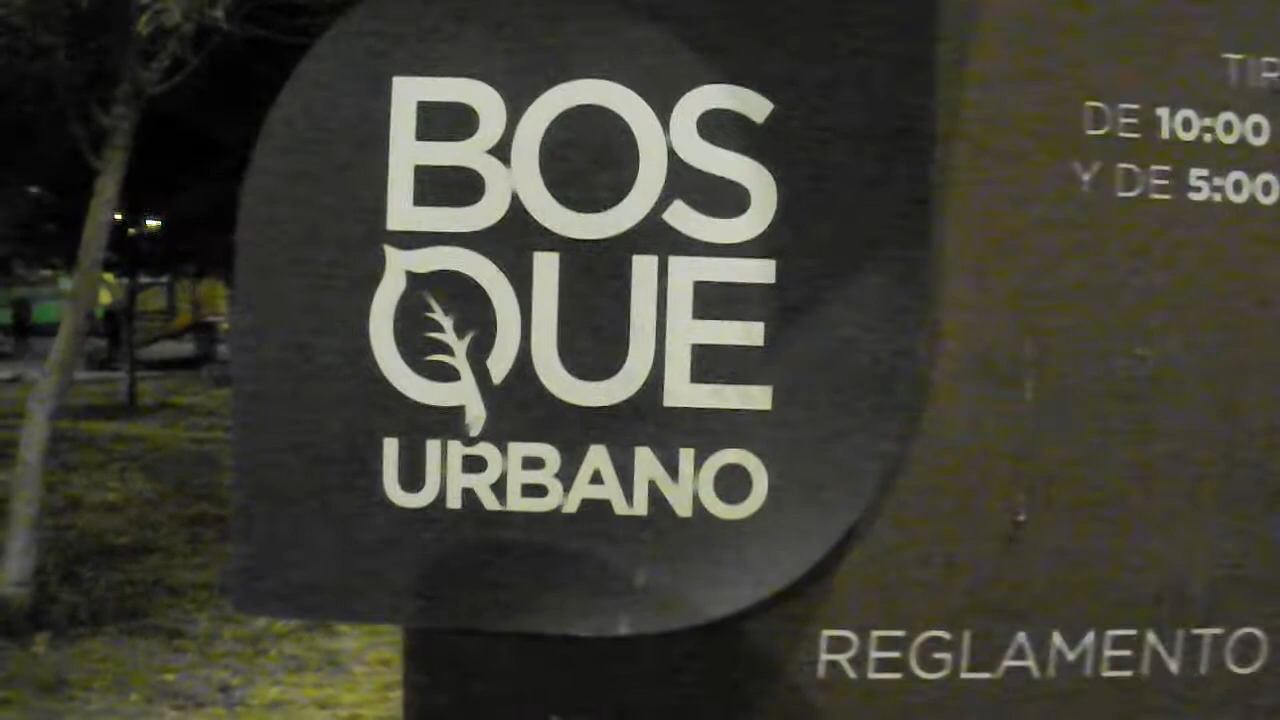 BOS
QUE
URBANO
DE 10:00
Y DE 5:00
REGLAMENTO